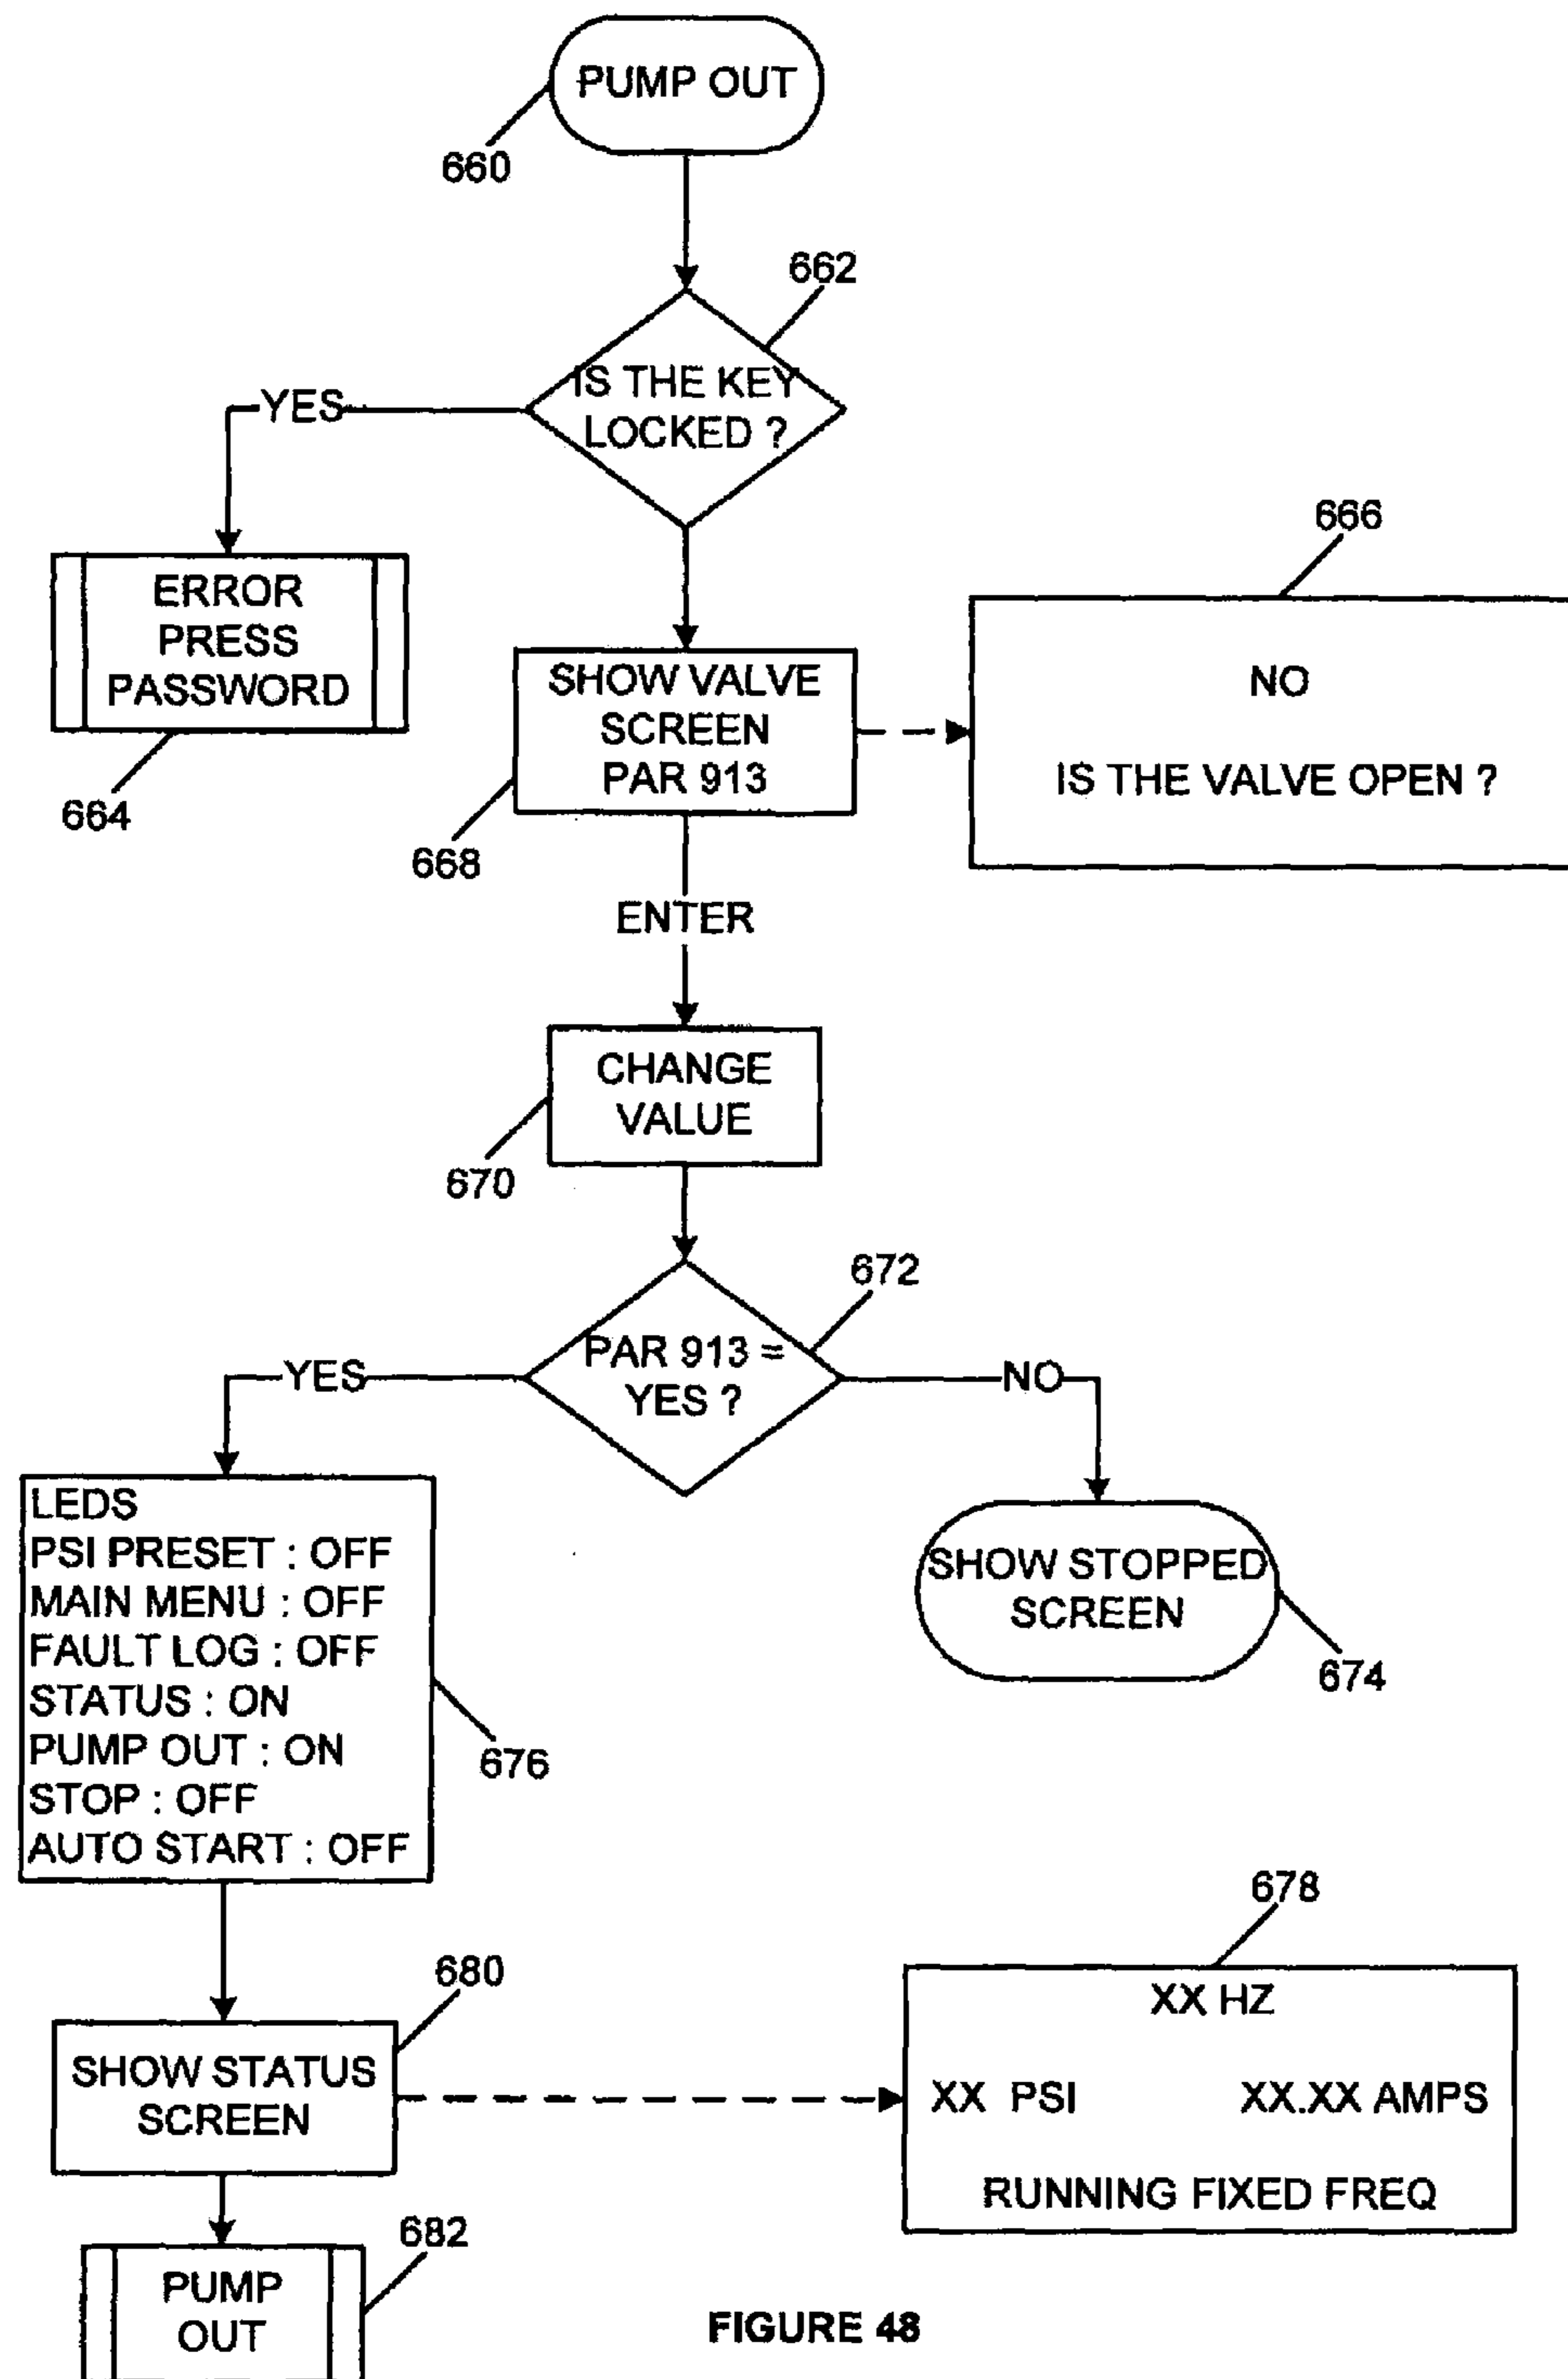 PUMP OUT
660
662
IS THE KEY
LOCKED ?
YES
ERROR
PRESS
PASSWORD
664
666
NO
IS THE VALVE OPEN ?
SHOW VALVE
SCREEN
PAR 913
668
ENTER
CHANGE
VALUE
670
672
PAR 913 =
YES ?
YES
NO
SHOW STOPPED
SCREEN
674
LEDS
PSI PRESET : OFF
MAIN MENU : OFF
FAULT LOG : OFF
STATUS : ON
PUMP OUT : ON
STOP : OFF
AUTO START : OFF
676
680
SHOW STATUS
SCREEN
678
XX HZ
XX PSI XX.XX AMPS
RUNNING FIXED FREQ
682
PUMP
OUT
FIGURE 48